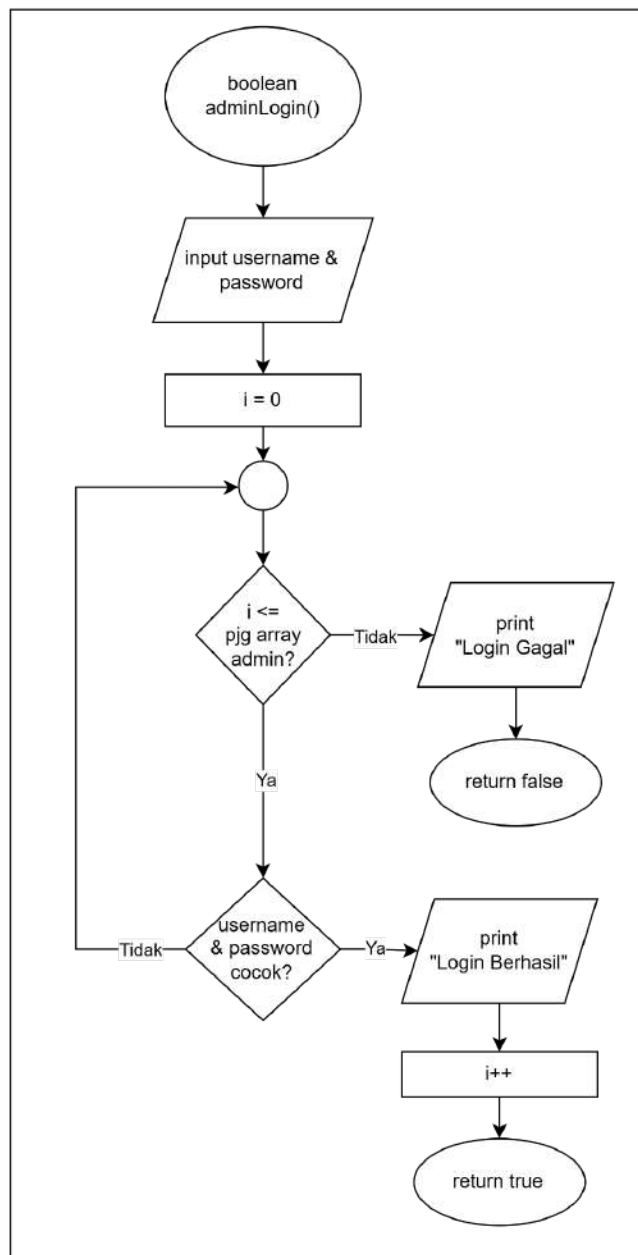 boolean
adminLogin()
input username &
password
i = 0
i <=
pjg array
admin?
Tidak
print
"Login Gagal"
return false
Ya
username
& password
cocok?
Tidak
Ya
print
"Login Berhasil"
i++
return true